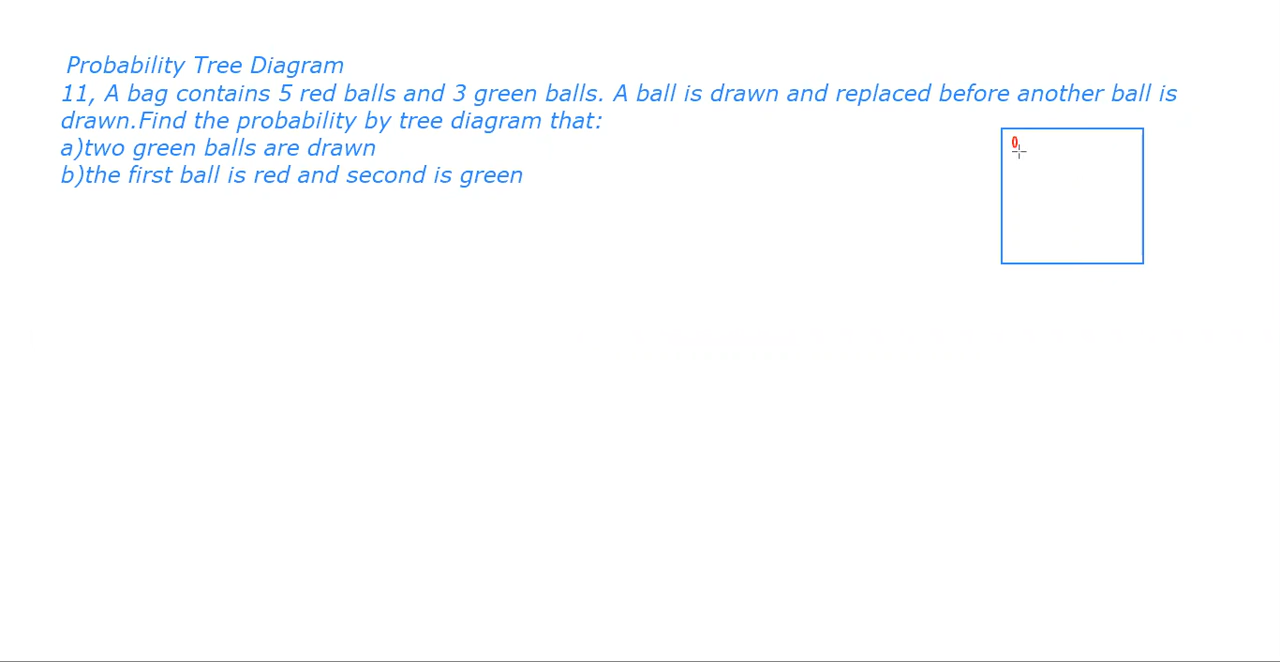 Probability Tree Diagram
11, A bag contains 5 red balls and 3 green balls. A ball is drawn and replaced before another ball is
drawn.Find the probability by tree diagram that:
a)two green balls are drawn
b)the first ball is red and second is green